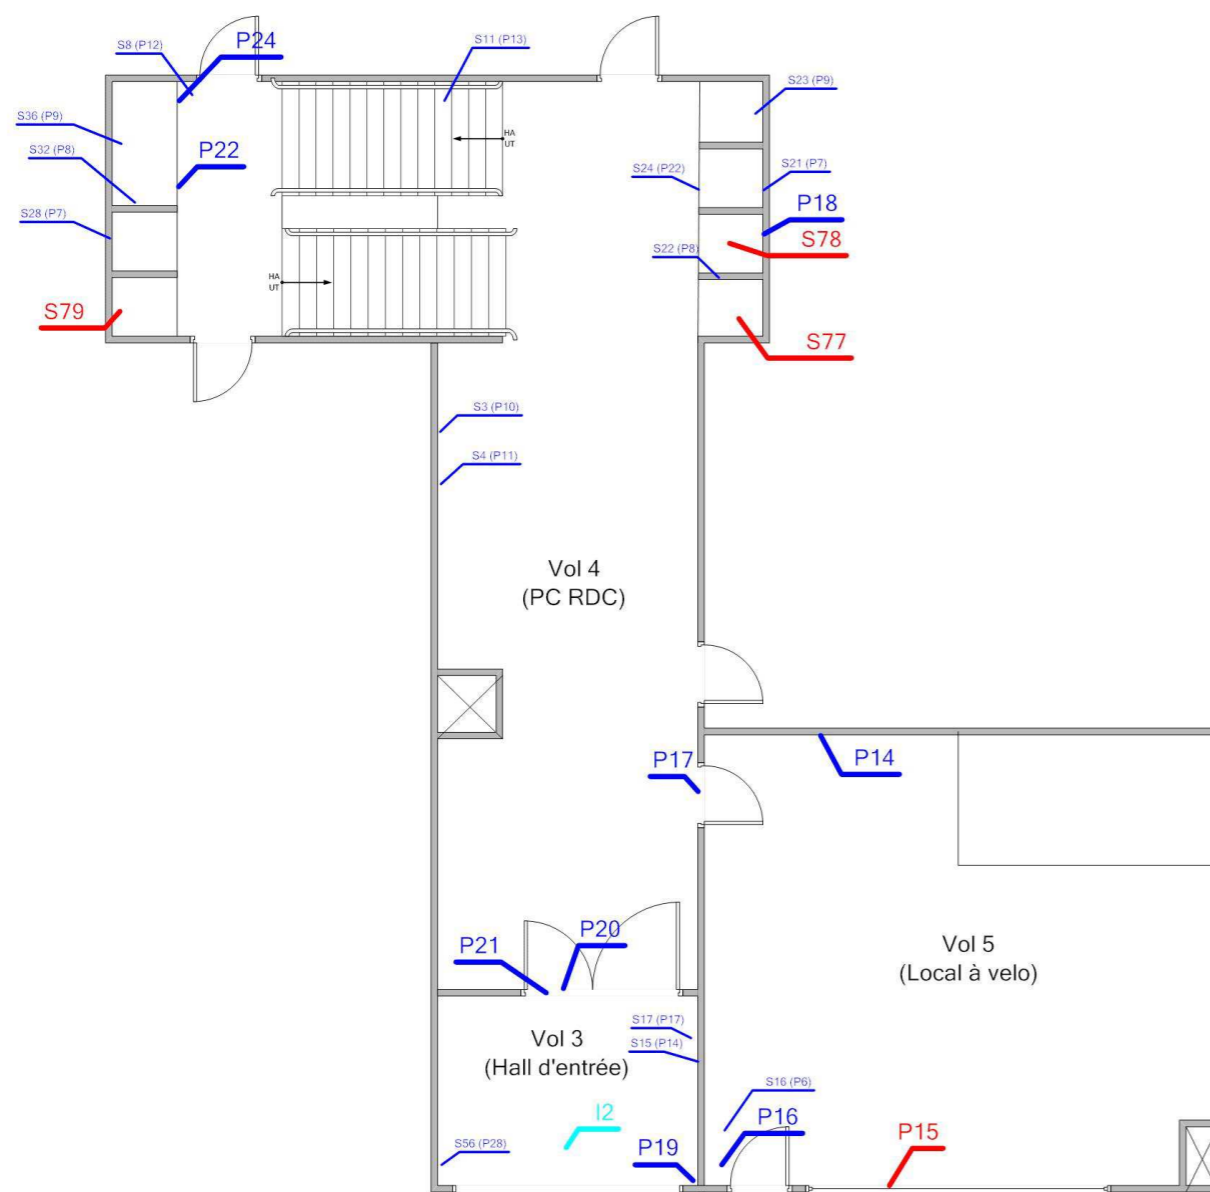 P24
S8 (P12)
S11 (P13)
S23 (P9)
S36 (P9)
HA
UT
S32 (P8)
P22
S24 (P22)
S21 (P7)
P18
S28 (P7)
S78
S22 (P8)
HA
UT
S79
S77
S3 (P10)
S4 (P11)
Vol 4
(PC RDC)
P17
P14
P20
P21
Vol 5
(Local à velo)
S17 (P17)
Vol 3
S15 (P14)
(Hall d'entrée)
S16 (P6)
I2
P16
P15
S56 (P28)
P19